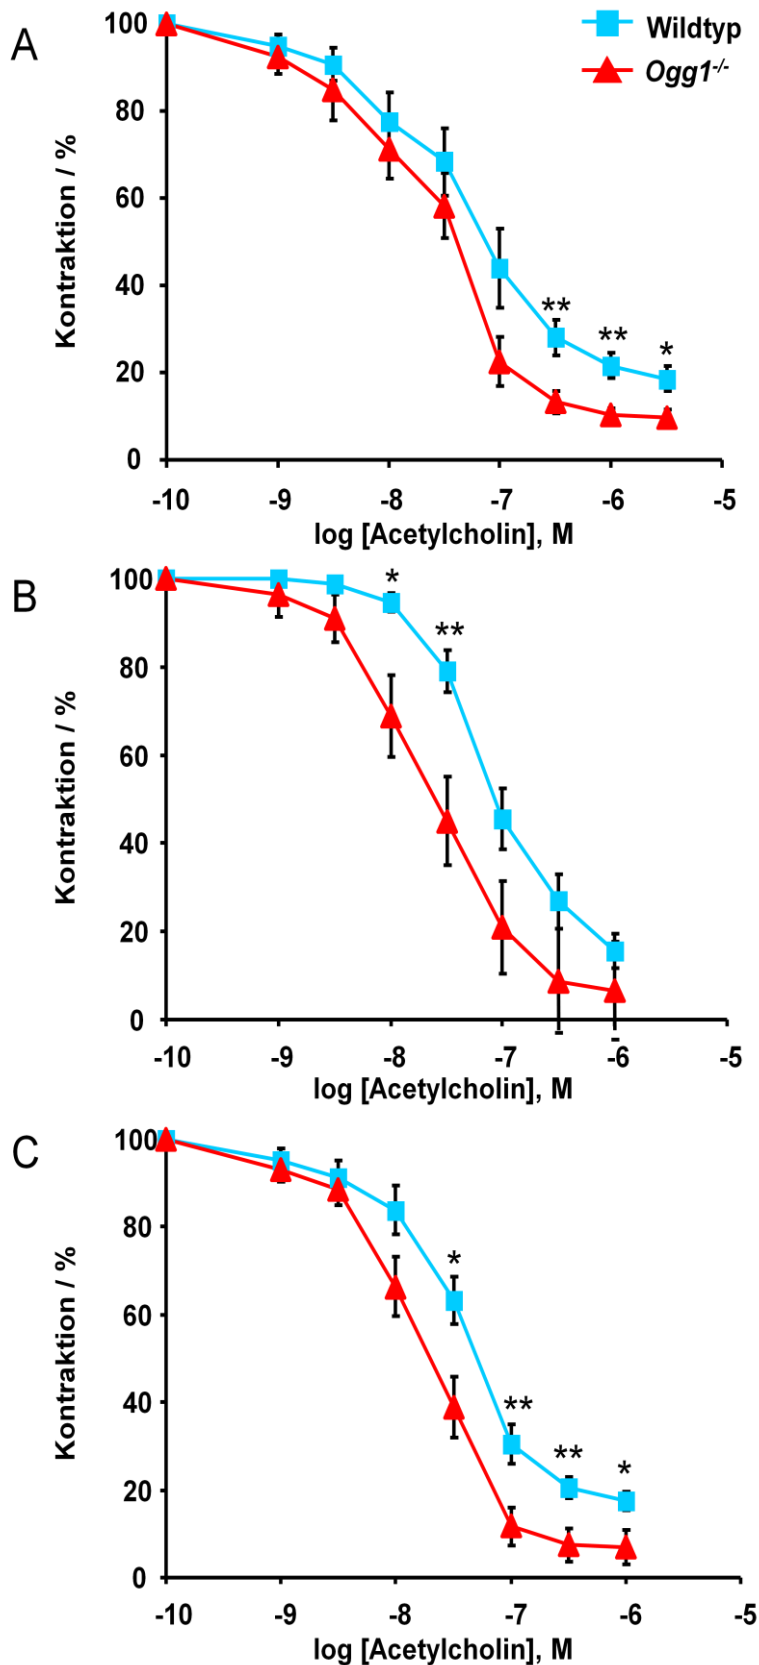 A
Wildtyp
Ogg1-/-
Kontraktion / %
100
80
60
40
20
0
** ** *
-10 -9 -8 -7 -6 -5
log [Acetylcholin], M
B
Kontraktion / %
100
80
60
40
20
0
* **
-10 -9 -8 -7 -6 -5
log [Acetylcholin], M
C
Kontraktion / %
100
80
60
40
20
0
* ** ** *
-10 -9 -8 -7 -6 -5
log [Acetylcholin], M